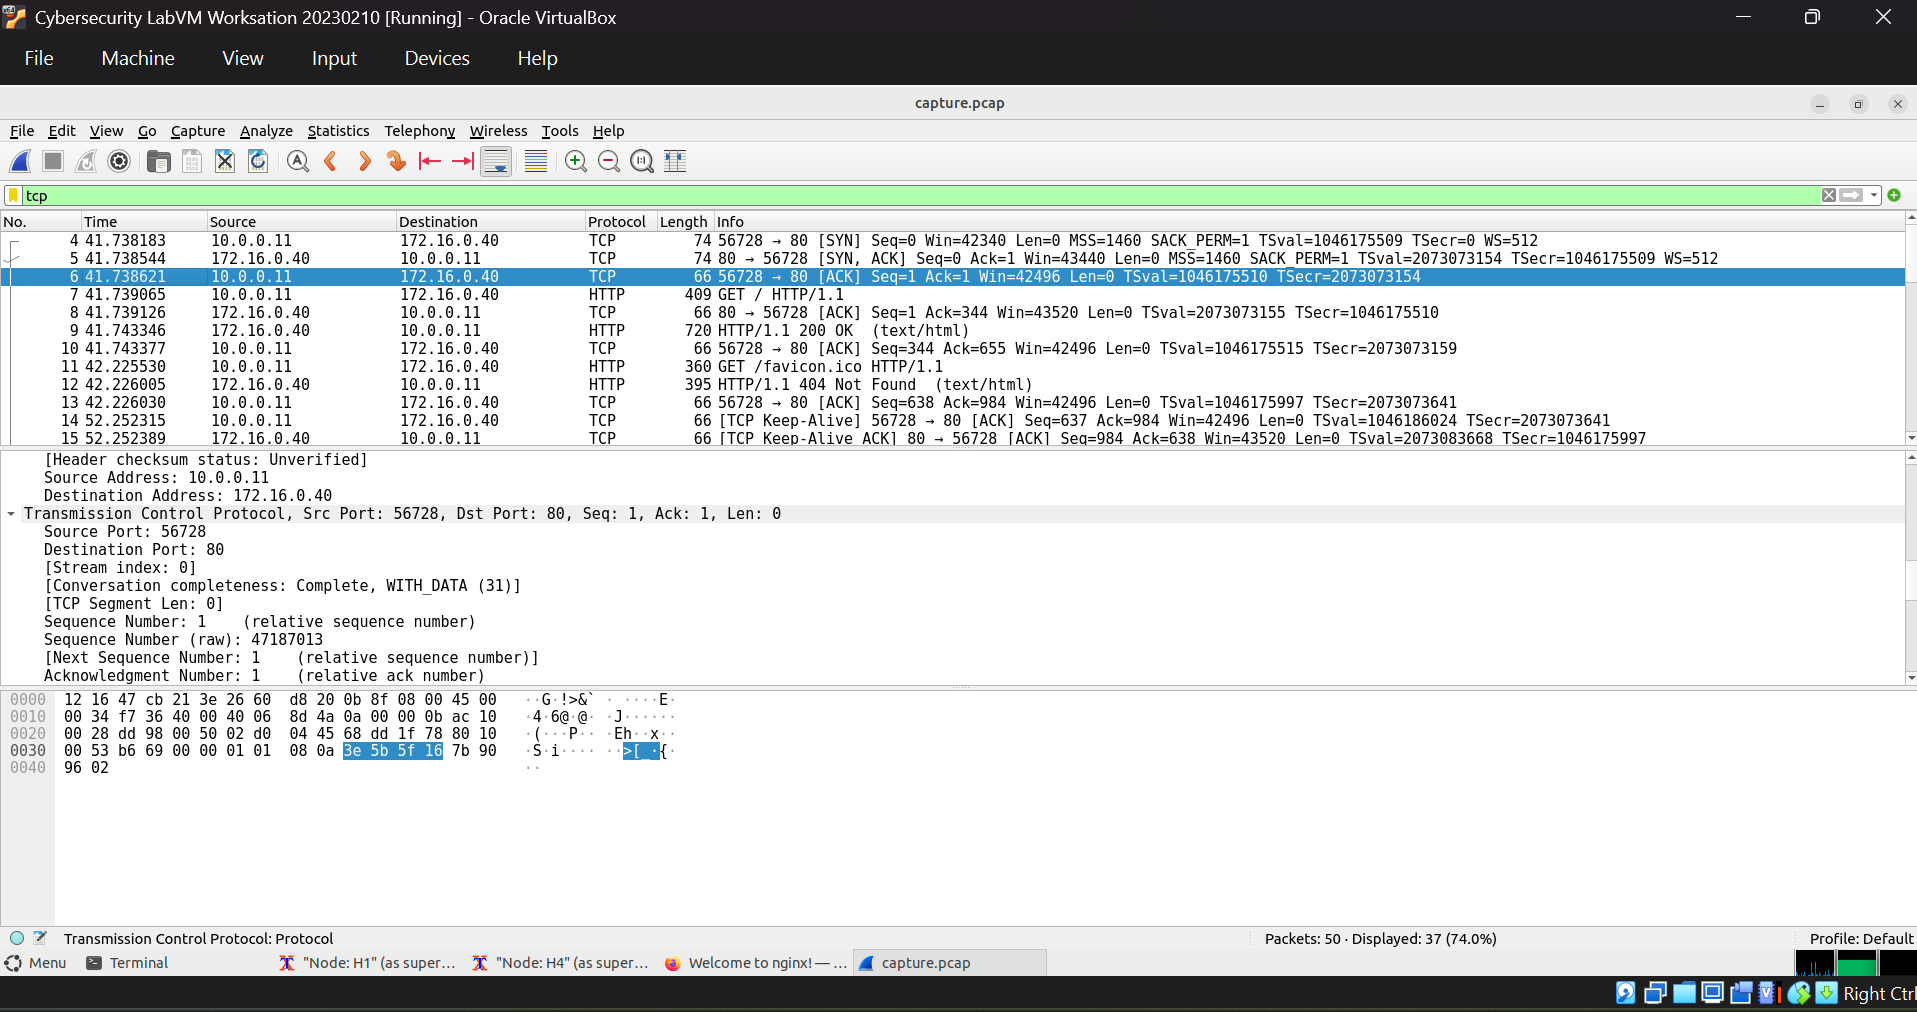 Cybersecurity LabVM Worksation 20230210 [Running] - Oracle VirtualBox
File Machine View Input Devices Help
capture.pcap
File Edit View Go Capture Analyze Statistics Telephony Wireless Tools Help
tcp
No. Time Source Destination Protocol Length Info
4 41.738183 10.0.0.11 172.16.0.40 TCP 74 56728 → 80 [SYN] Seq=0 Win=42340 Len=0 MSS=1460 SACK_PERM=1 TSval=1046175509 TSecr=0 WS=512
5 41.738544 172.16.0.40 10.0.0.11 TCP 74 80 → 56728 [SYN, ACK] Seq=0 Ack=1 Win=43440 Len=0 MSS=1460 SACK_PERM=1 TSval=2073073154 TSecr=1046175509 WS=512
6 41.738621 10.0.0.11 172.16.0.40 TCP 66 56728 → 80 [ACK] Seq=1 Ack=1 Win=42496 Len=0 TSval=1046175510 TSecr=2073073154
7 41.739065 10.0.0.11 172.16.0.40 HTTP 409 GET / HTTP/1.1
8 41.739126 172.16.0.40 10.0.0.11 TCP 66 80 → 56728 [ACK] Seq=1 Ack=344 Win=43520 Len=0 TSval=2073073155 TSecr=1046175510
9 41.743346 172.16.0.40 10.0.0.11 HTTP 720 HTTP/1.1 200 OK (text/html)
10 41.743377 10.0.0.11 172.16.0.40 TCP 66 56728 → 80 [ACK] Seq=344 Ack=655 Win=42496 Len=0 TSval=1046175515 TSecr=2073073159
11 42.225530 10.0.0.11 172.16.0.40 HTTP 360 GET /favicon.ico HTTP/1.1
12 42.226005 172.16.0.40 10.0.0.11 HTTP 395 HTTP/1.1 404 Not Found (text/html)
13 42.226030 10.0.0.11 172.16.0.40 TCP 66 56728 → 80 [ACK] Seq=638 Ack=984 Win=42496 Len=0 TSval=1046175997 TSecr=2073073641
14 52.252315 10.0.0.11 172.16.0.40 TCP 66 [TCP Keep-Alive] 56728 → 80 [ACK] Seq=637 Ack=984 Win=42496 Len=0 TSval=1046186024 TSecr=2073073641
15 52.252389 172.16.0.40 10.0.0.11 TCP 66 [TCP Keep-Alive ACK] 80 → 56728 [ACK] Seq=984 Ack=638 Win=43520 Len=0 TSval=2073083668 TSecr=1046175997
[Header checksum status: Unverified]
Source Address: 10.0.0.11
Destination Address: 172.16.0.40
Transmission Control Protocol, Src Port: 56728, Dst Port: 80, Seq: 1, Ack: 1, Len: 0
Source Port: 56728
Destination Port: 80
[Stream index: 0]
[Conversation completeness: Complete, WITH_DATA (31)]
[TCP Segment Len: 0]
Sequence Number: 1 (relative sequence number)
Sequence Number (raw): 47187013
[Next Sequence Number: 1 (relative sequence number)]
Acknowledgment Number: 1 (relative ack number)
0000 12 16 47 cb 21 3e 26 60 d8 20 0b 8f 08 00 45 00 ··G·!>&` · ····E·
0010 00 34 f7 36 40 00 40 06 8d 4a 0a 00 00 0b ac 10 ·4·6@·@· ·J······
0020 00 28 dd 98 00 50 02 d0 04 45 68 dd 1f 78 80 10 ·(···P·· ·Eh··x··
0030 00 53 b6 69 00 00 01 01 08 0a 3e 5b 5f 16 7b 90 ·S·i···· ··>[_·{·
0040 96 02 ··
Transmission Control Protocol: Protocol
Packets: 50 · Displayed: 37 (74.0%)
Profile: Default
Menu Terminal "Node: H1" (as super... "Node: H4" (as super... Welcome to nginx! — ... capture.pcap
Right Ctrl